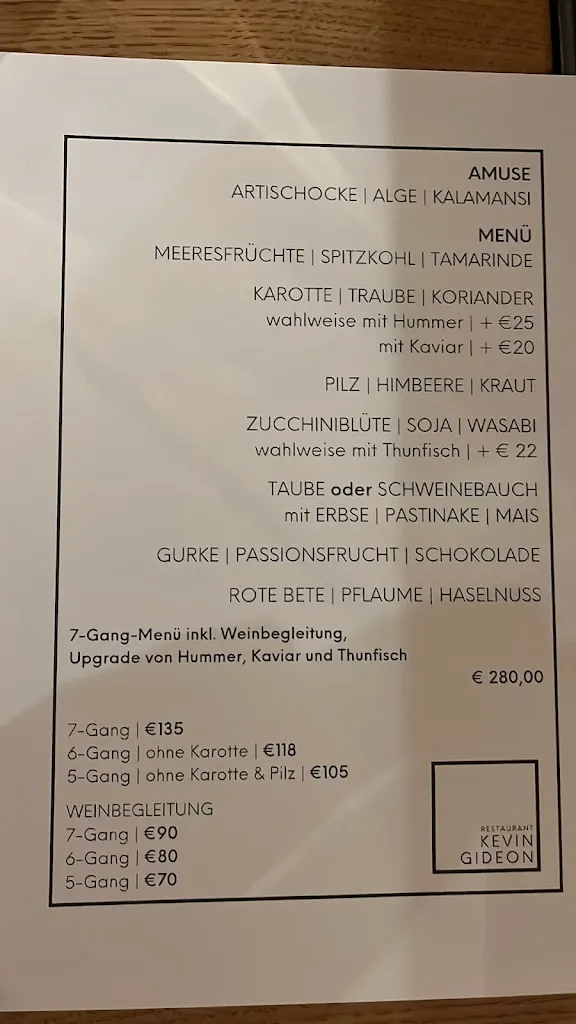 AMUSE
ARTISCHOCKE | ALGE | KALAMANSI
MENÜ
MEERESFRÜCHTE | SPITZKOHL | TAMARINDE
KAROTTE | TRAUBE | KORIANDER
wahlweise mit Hummer | + €25
mit Kaviar | + €20
PILZ | HIMBEERE | KRAUT
ZUCCHINIBLÜTE | SOJA | WASABI
wahlweise mit Thunfisch | + € 22
TAUBE oder SCHWEINEBAUCH
mit ERBSE | PASTINAKE | MAIS
GURKE | PASSIONSFRUCHT | SCHOKOLADE
ROTE BETE | PFLAUME | HASELNUSS
7-Gang-Menü inkl. Weinbegleitung,
Upgrade von Hummer, Kaviar und Thunfisch
€ 280,00
7-Gang | €135
6-Gang | ohne Karotte | €118
5-Gang | ohne Karotte & Pilz | €105
WEINBEGLEITUNG
7-Gang | €90
6-Gang | €80
5-Gang | €70
RESTAURANT
KEVIN
GIDEON